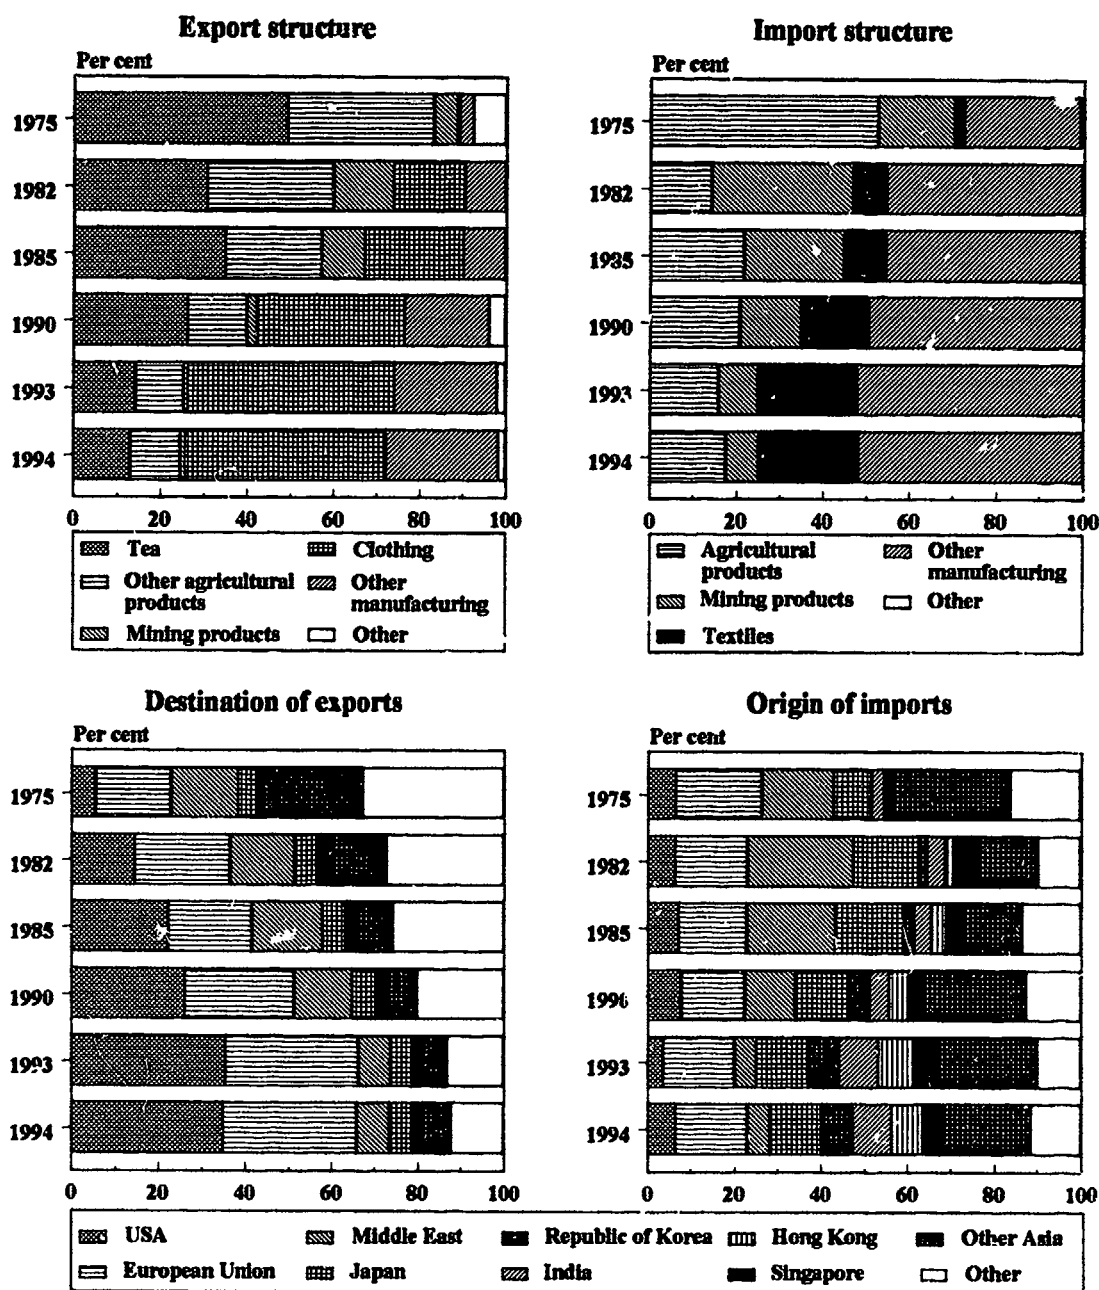 Export structure
Per cent
1975
1982
1985
1990
1993
1994
0 20 40 60 80 100
Tea Clothing
Other agricultural products Other manufacturing
Mining products Other
Import structure
Per cent
1975
1982
1935
1990
1993
1994
0 20 40 60 80 100
Agricultural products Other manufacturing
Mining products Other
Textiles
Destination of exports
Per cent
1975
1982
1985
1990
1993
1994
0 20 40 60 80 100
Origin of imports
Per cent
1975
1982
1985
1996
1993
1994
0 20 40 60 80 100
USA Middle East Republic of Korea Hong Kong Other Asia
European Union Japan India Singapore Other